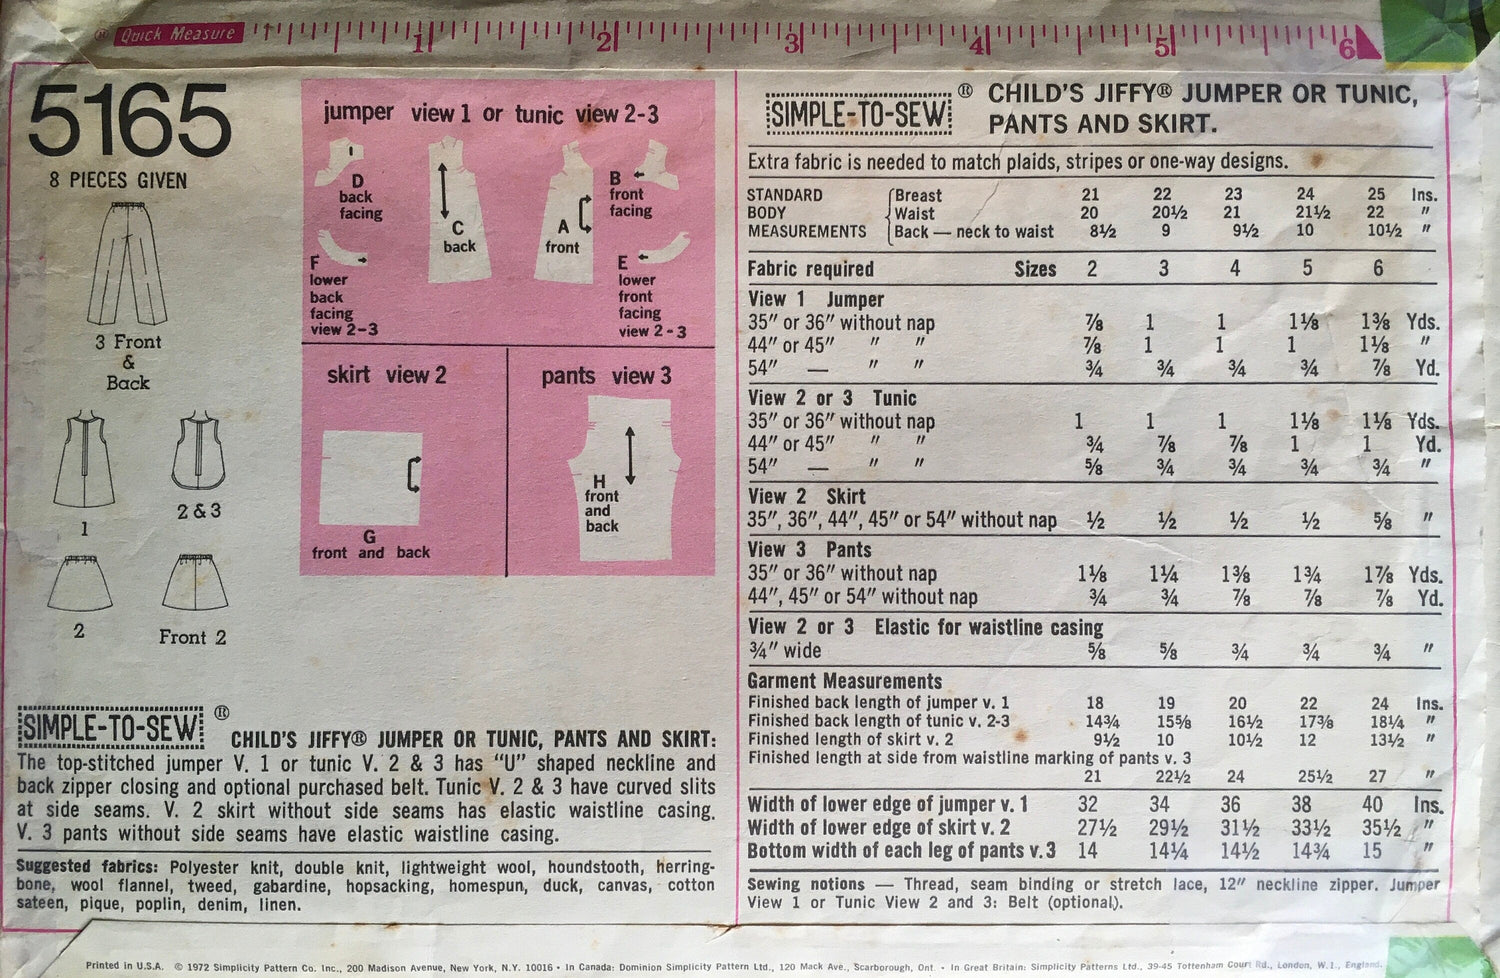 ® Quick Measure 1 2 3 4 5 6
5165
8 PIECES GIVEN
3 Front
&
Back
1
2 & 3
2
Front 2
jumper view 1 or tunic view 2-3
D
back
facing
C
back
A
front
B
front
facing
F
lower
back
facing
view 2-3
E
lower
front
facing
view 2-3
skirt view 2
G
front and back
pants view 3
H
front
and
back
SIMPLE-TO-SEW ® CHILD'S JIFFY® JUMPER OR TUNIC, PANTS AND SKIRT:
The top-stitched jumper V. 1 or tunic V. 2 & 3 has "U" shaped neckline and
back zipper closing and optional purchased belt. Tunic V. 2 & 3 have curved slits
at side seams. V. 2 skirt without side seams has elastic waistline casing.
V. 3 pants without side seams have elastic waistline casing.
Suggested fabrics: Polyester knit, double knit, lightweight wool, houndstooth, herring-
bone, wool flannel, tweed, gabardine, hopsacking, homespun, duck, canvas, cotton
sateen, pique, poplin, denim, linen.
SIMPLE-TO-SEW ® CHILD'S JIFFY® JUMPER OR TUNIC,
PANTS AND SKIRT.
Extra fabric is needed to match plaids, stripes or one-way designs.
STANDARD Breast 21 22 23 24 25 Ins.
BODY Waist 20 20½ 21 21½ 22 "
MEASUREMENTS Back — neck to waist 8½ 9 9½ 10 10½ "
Fabric required Sizes 2 3 4 5 6
View 1 Jumper
35" or 36" without nap ⅞ 1 1 1⅛ 1⅜ Yds.
44" or 45" " " ⅞ 1 1 1 1⅛ "
54" — " " ¾ ¾ ¾ ¾ ⅞ Yd.
View 2 or 3 Tunic
35" or 36" without nap 1 1 1 1⅛ 1⅛ Yds.
44" or 45" " " ¾ ⅞ ⅞ 1 1 Yd.
54" — " " ⅝ ¾ ¾ ¾ ¾ "
View 2 Skirt
35", 36", 44", 45" or 54" without nap ½ ½ ½ ½ ⅝ "
View 3 Pants
35" or 36" without nap 1⅛ 1¼ 1⅜ 1¾ 1⅞ Yds.
44", 45" or 54" without nap ¾ ¾ ⅞ ⅞ ⅞ Yd.
View 2 or 3 Elastic for waistline casing
¾" wide ⅝ ⅝ ¾ ¾ ¾ "
Garment Measurements
Finished back length of jumper v. 1 18 19 20 22 24 Ins.
Finished back length of tunic v. 2-3 14¾ 15⅝ 16½ 17⅜ 18¼ "
Finished length of skirt v. 2 9½ 10 10½ 12 13½ "
Finished length at side from waistline marking of pants v. 3
21 22½ 24 25½ 27 "
Width of lower edge of jumper v. 1 32 34 36 38 40 Ins.
Width of lower edge of skirt v. 2 27½ 29½ 31½ 33½ 35½ "
Bottom width of each leg of pants v.3 14 14¼ 14½ 14¾ 15 "
Sewing notions — Thread, seam binding or stretch lace, 12" neckline zipper. Jumper
View 1 or Tunic View 2 and 3: Belt (optional).
Printed in U.S.A. © 1972 Simplicity Pattern Co. Inc., 200 Madison Avenue, New York, N.Y. 10016 • In Canada: Dominion Simplicity Pattern Ltd., 120 Mack Ave., Scarborough, Ont. • In Great Britain: Simplicity Patterns Ltd., 39-45 Tottenham Court Rd., London, W.1., England.